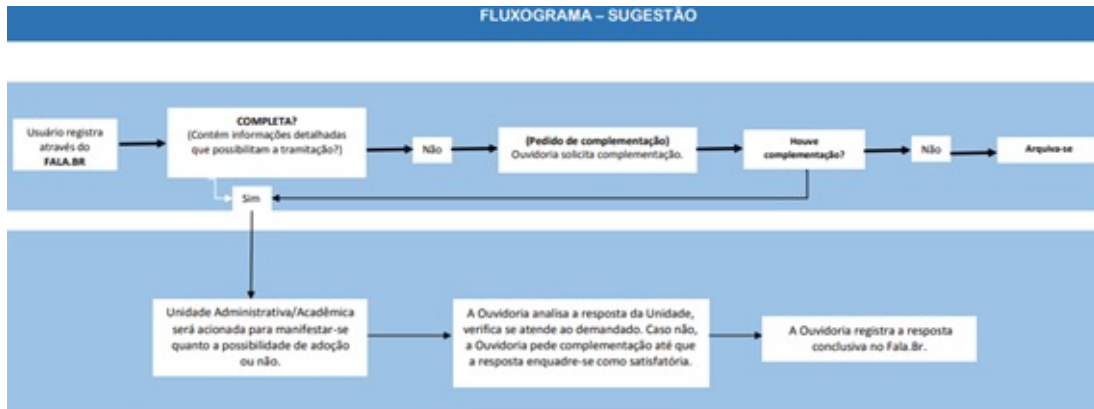 FLUXOGRAMA – SUGESTÃO
Usuário registra
através do
FALA.BR
COMPLETA?
(Contém informações detalhadas
que possibilitam a tramitação?)
Não
(Pedido de complementação)
Ouvidoria solicita complementação.
Houve
complementação?
Não
Arquiva-se
Sim
Unidade Administrativa/Acadêmica
será acionada para manifestar-se
quanto a possibilidade de adoção
ou não.
A Ouvidoria analisa a resposta da Unidade,
verifica se atende ao demandado. Caso não,
a Ouvidoria pede complementação até que
a resposta enquadre-se como satisfatória.
A Ouvidoria registra a resposta
conclusiva no Fala.Br.